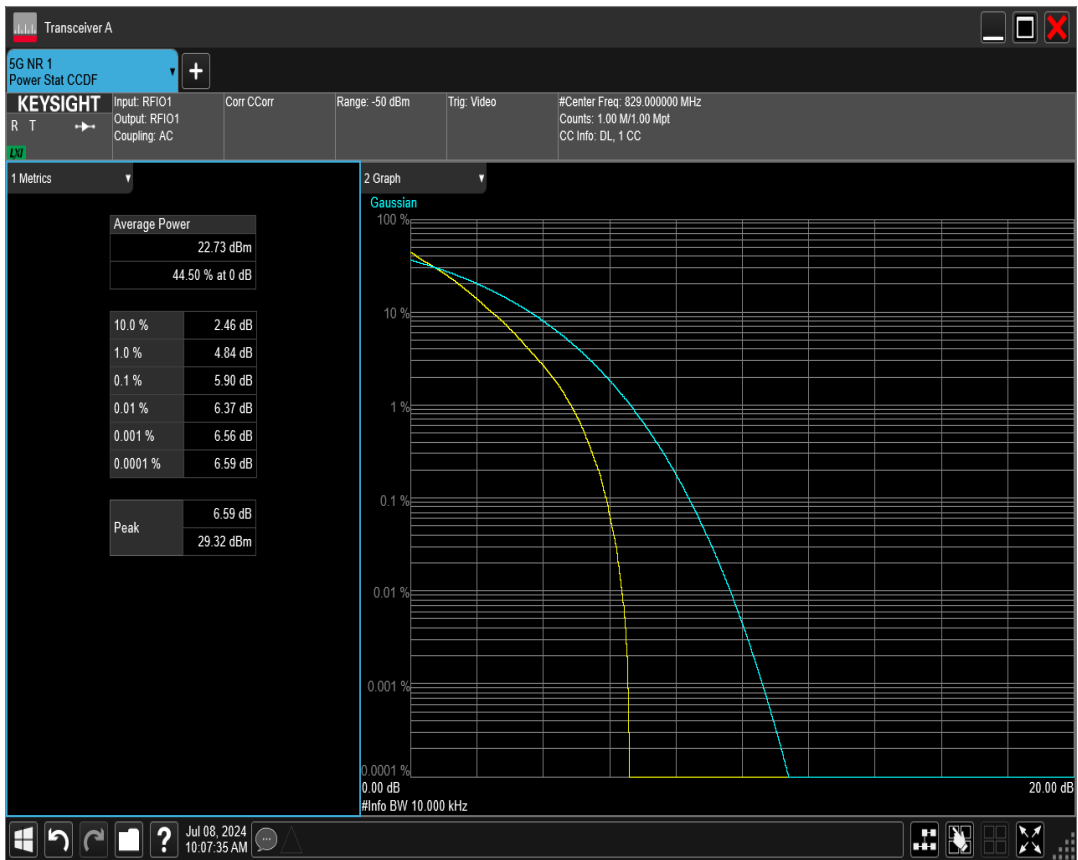 Transceiver A
5G NR 1
Power Stat CCDF
+
KEYSIGHT
R T
LXI
Input: RFIO1
Output: RFIO1
Coupling: AC
Corr CCorr
Range: -50 dBm
Trig: Video
#Center Freq: 829.000000 MHz
Counts: 1.00 M/1.00 Mpt
CC Info: DL, 1 CC
1 Metrics
Average Power
22.73 dBm
44.50 % at 0 dB
10.0 % 2.46 dB
1.0 % 4.84 dB
0.1 % 5.90 dB
0.01 % 6.37 dB
0.001 % 6.56 dB
0.0001 % 6.59 dB
Peak
6.59 dB
29.32 dBm
2 Graph
Gaussian
100 %
10 %
1 %
0.1 %
0.01 %
0.001 %
0.0001 %
0.00 dB 20.00 dB
#Info BW 10.000 kHz
?
Jul 08, 2024
10:07:35 AM